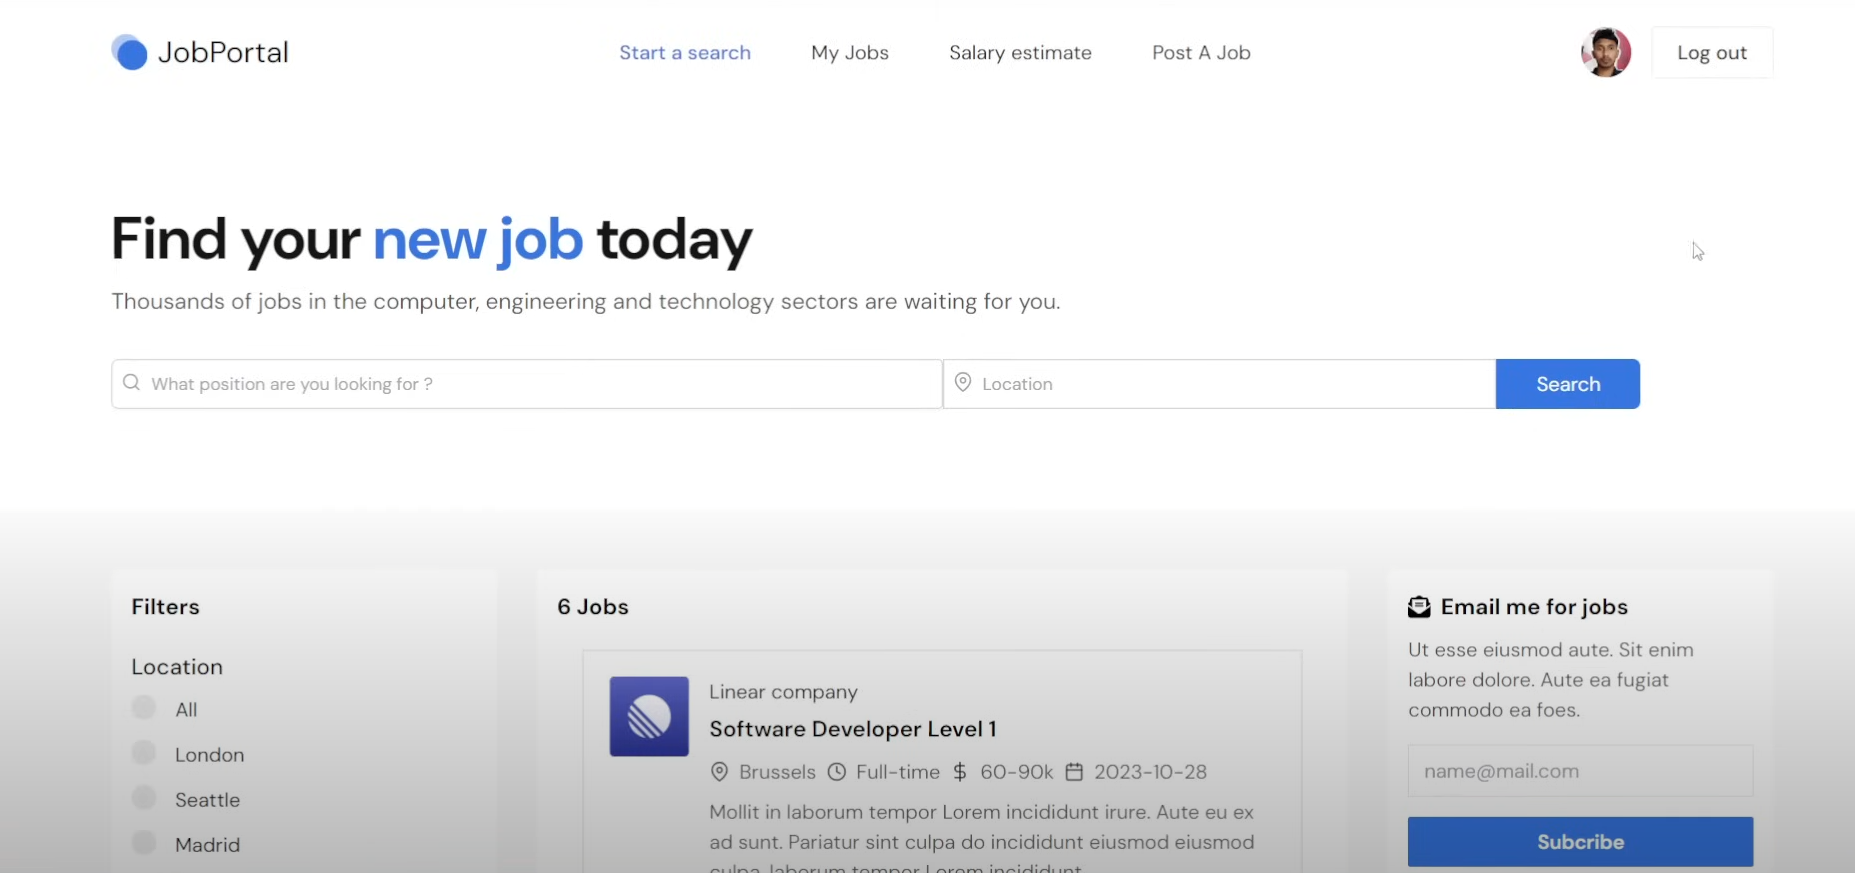 JobPortal
Start a search
My Jobs
Salary estimate
Post A Job
Log out
Find your new job today
Thousands of jobs in the computer, engineering and technology sectors are waiting for you.
What position are you looking for ?
Location
Search
Filters
Location
All
London
Seattle
Madrid
6 Jobs
Linear company
Software Developer Level 1
Brussels Full-time $ 60-90k 2023-10-28
Mollit in laborum tempor Lorem incididunt irure. Aute eu ex
ad sunt. Pariatur sint culpa do incididunt eiusmod eiusmod
culpa. laborum tempor Lorem incididunt
Email me for jobs
Ut esse eiusmod aute. Sit enim
labore dolore. Aute ea fugiat
commodo ea foes.
name@mail.com
Subcribe